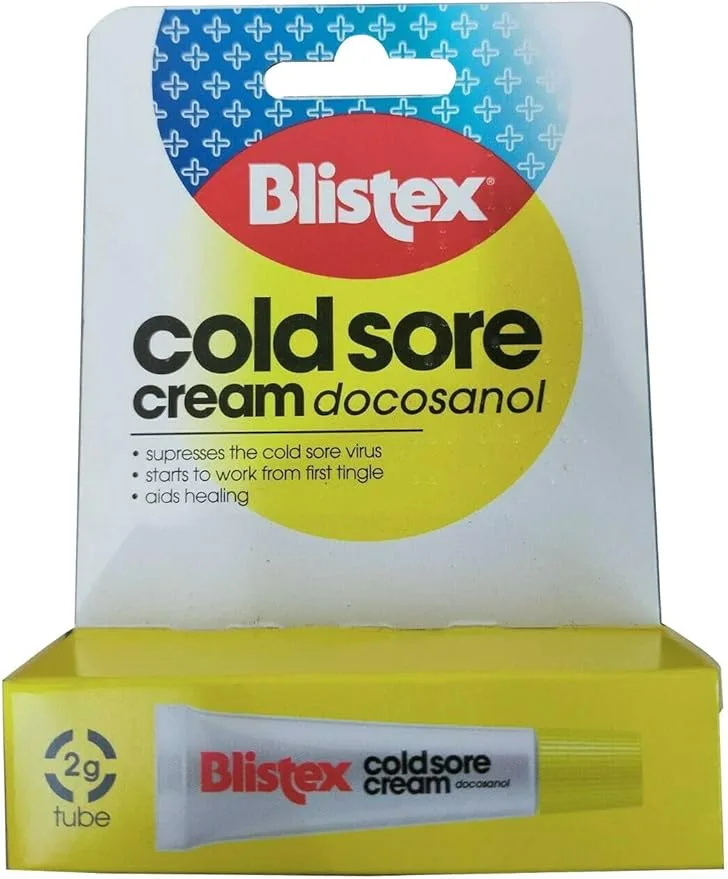 Blistex®
cold sore
cream docosanol
• supresses the cold sore virus
• starts to work from first tingle
• aids healing
2g
tube
Blistex cold sore
cream docosanol